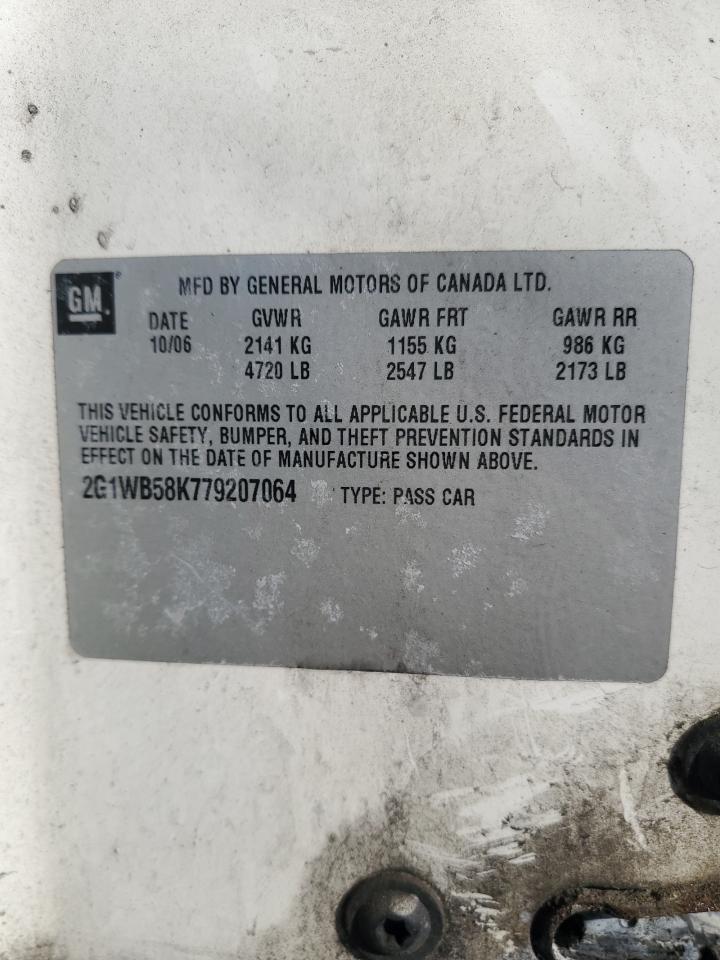 GM® MFD BY GENERAL MOTORS OF CANADA LTD.
DATE GVWR GAWR FRT GAWR RR
10/06 2141 KG 1155 KG 986 KG
4720 LB 2547 LB 2173 LB
THIS VEHICLE CONFORMS TO ALL APPLICABLE U.S. FEDERAL MOTOR
VEHICLE SAFETY, BUMPER, AND THEFT PREVENTION STANDARDS IN
EFFECT ON THE DATE OF MANUFACTURE SHOWN ABOVE.
2G1WB58K779207064 TYPE: PASS CAR